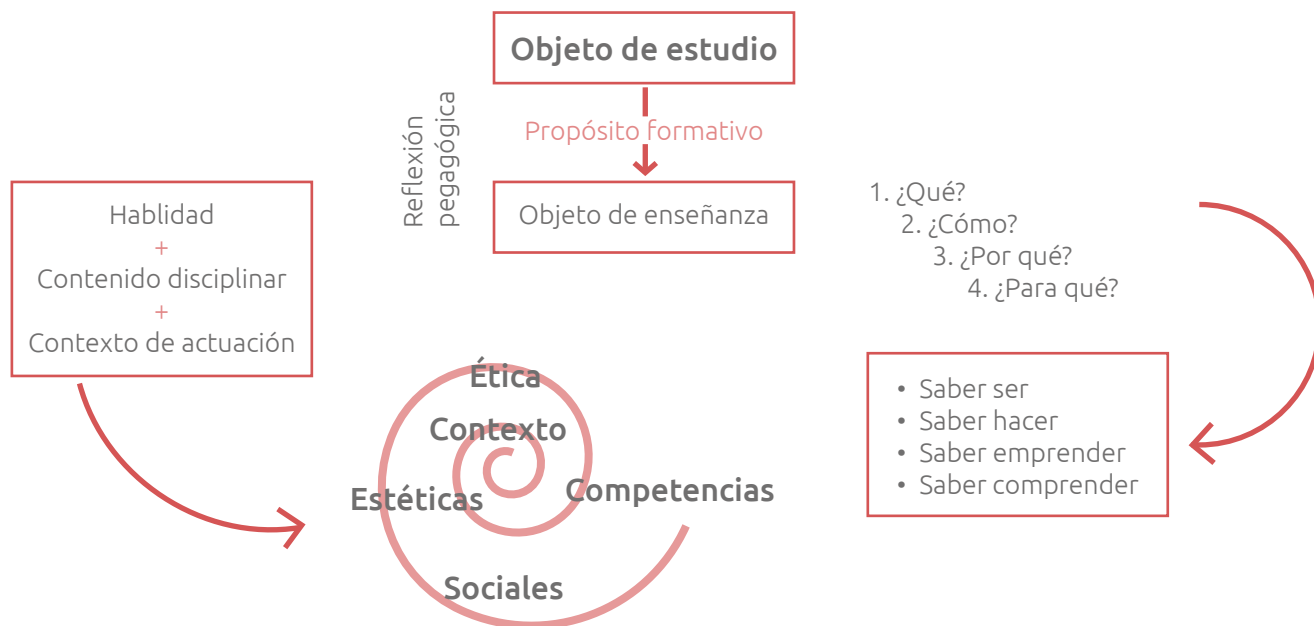 Objeto de estudio
Propósito formativo
Objeto de enseñanza
Reflexión
pegagógica
Hablidad
+
Contenido disciplinar
+
Contexto de actuación
1. ¿Qué?
2. ¿Cómo?
3. ¿Por qué?
4. ¿Para qué?
• Saber ser
• Saber hacer
• Saber emprender
• Saber comprender
Ética
Contexto
Estéticas
Competencias
Sociales